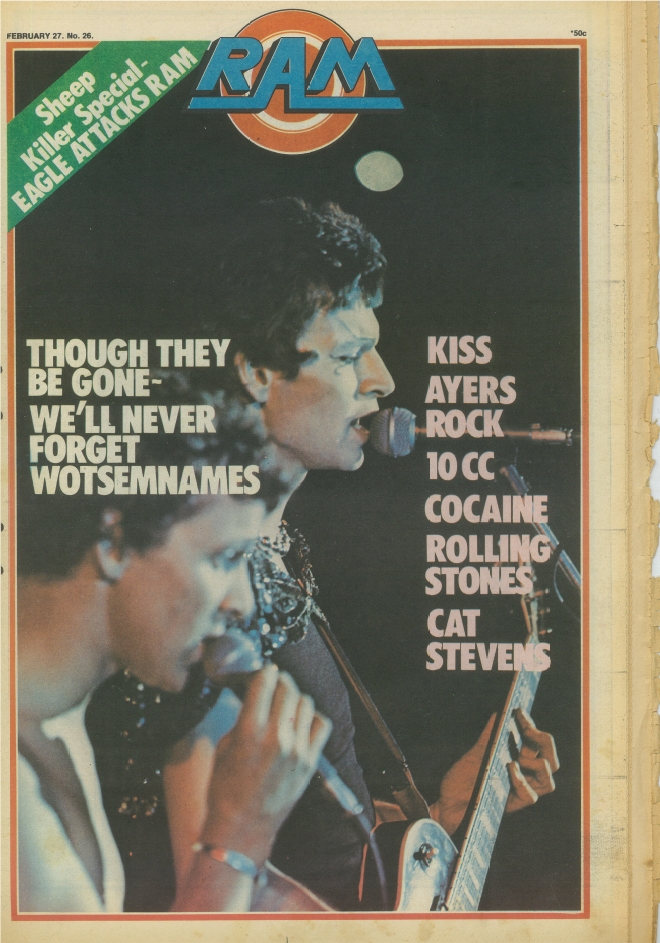 FEBRUARY 27. No. 26.
*50c
RAM
Sheep
Killer Special-
EAGLE ATTACKS RAM
THOUGH THEY
BE GONE~
WE'LL NEVER
FORGET
WOTSEMNAMES
KISS
AYERS
ROCK
10 CC
COCAINE
ROLLING
STONES
CAT
STEVENS